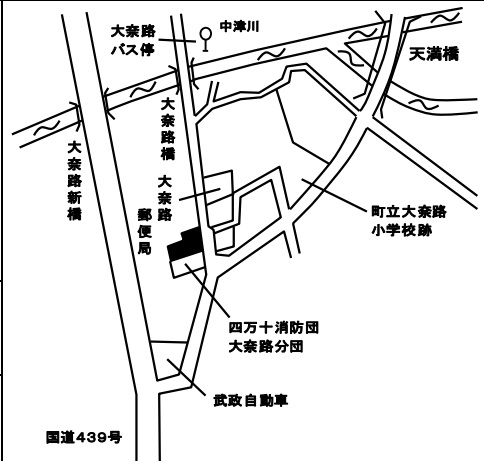 大奈路
バス停
中津川
天満橋
大奈路橋
大奈路新橋
大奈路
郵便局
町立大奈路
小学校跡
四万十消防団
大奈路分団
武政自動車
国道439号